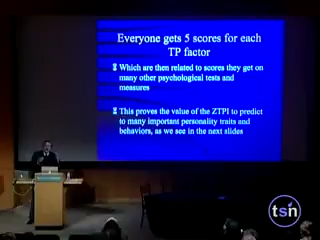 Everyone gets 5 scores for each
TP factor
Which are then related to scores they get on
many other psychological tests and
measures
This proves the value of the ZTPI to predict
to many important personality traits and
behaviors, as we see in the next slides
tsn